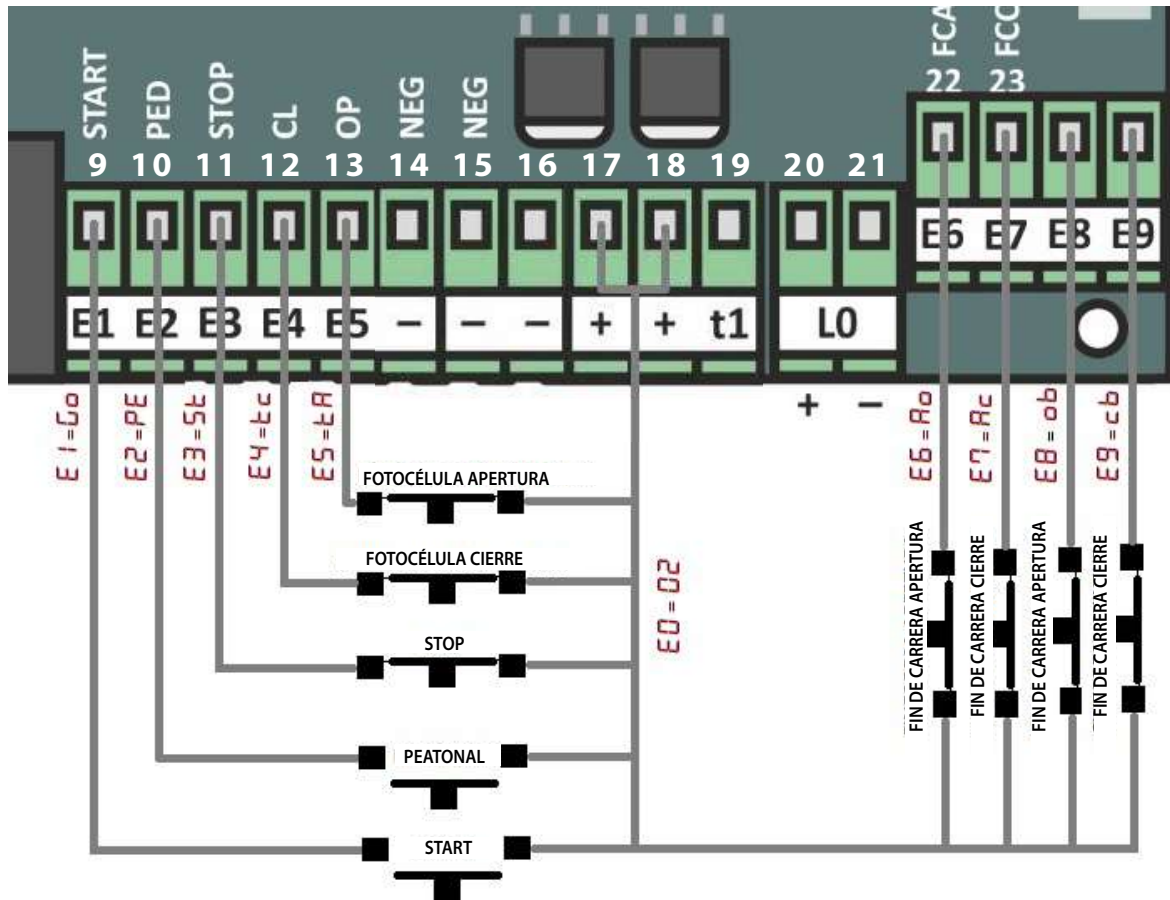 START
PED
STOP
CL
OP
NEG
NEG
FCA
FCC
9 10 11 12 13 14 15 16 17 18 19 20 21
22 23
E1 E2 E3 E4 E5 − − − + + t1 L0
E6 E7 E8 E9
+ −
E1=Go
E2=PE
E3=St
E4=tc
E5=tA
E6=Ao
E7=Ac
E8=ob
E9=cb
E0=02
FOTOCÉLULA APERTURA
FOTOCÉLULA CIERRE
STOP
PEATONAL
START
FIN DE CARRERA APERTURA
FIN DE CARRERA CIERRE
FIN DE CARRERA APERTURA
FIN DE CARRERA CIERRE